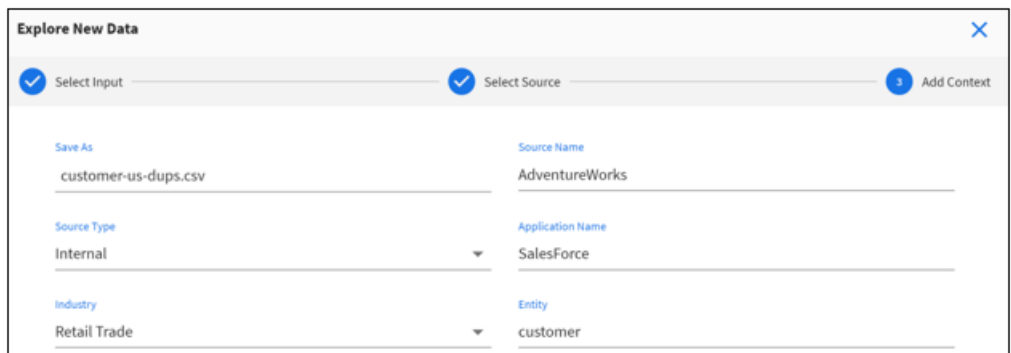 Explore New Data
Select Input
Select Source
3 Add Context
Save As
Source Name
customer-us-dups.csv
AdventureWorks
Source Type
Application Name
Internal
SalesForce
Industry
Entity
Retail Trade
customer